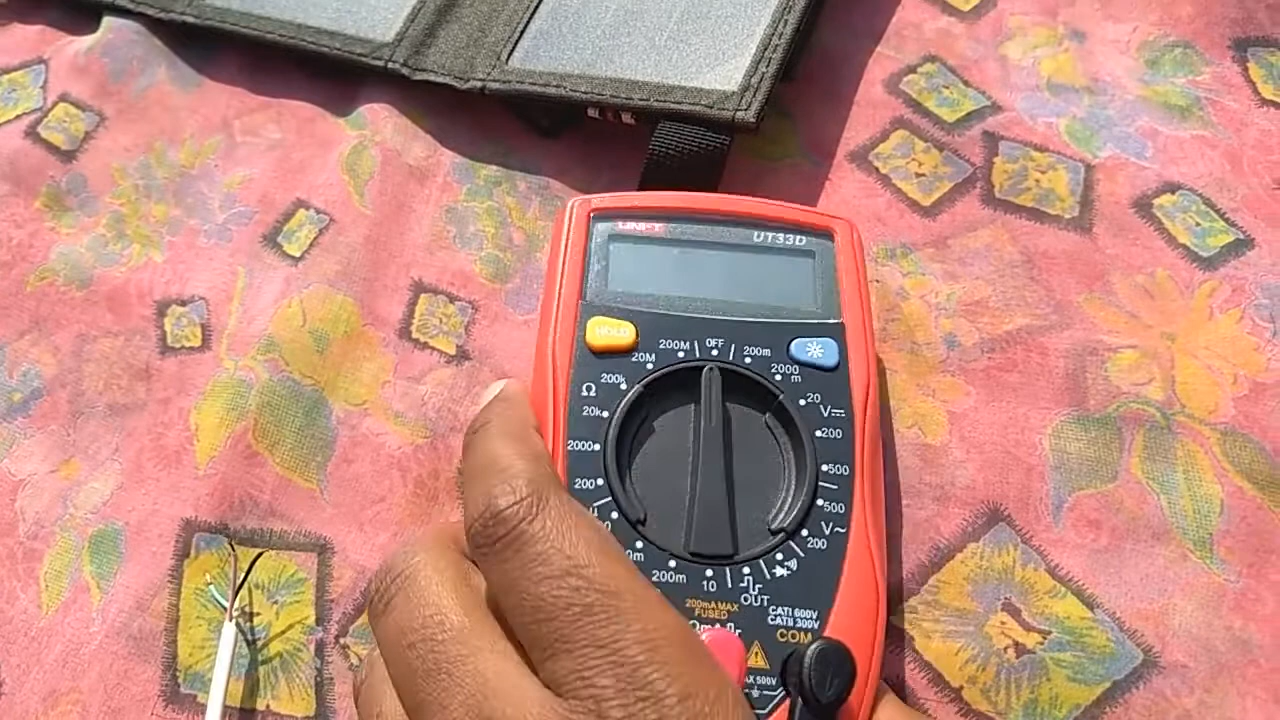 UNI-T
UT33D
HOLD
200M
OFF
200m
20M
2000
m
200k
20
Ω
V⎓
20k
200
2000
500
200
500
V~
200
200m
10
OUT
200mA MAX
FUSED
CATI 600V
CATII 300V
COM
500V